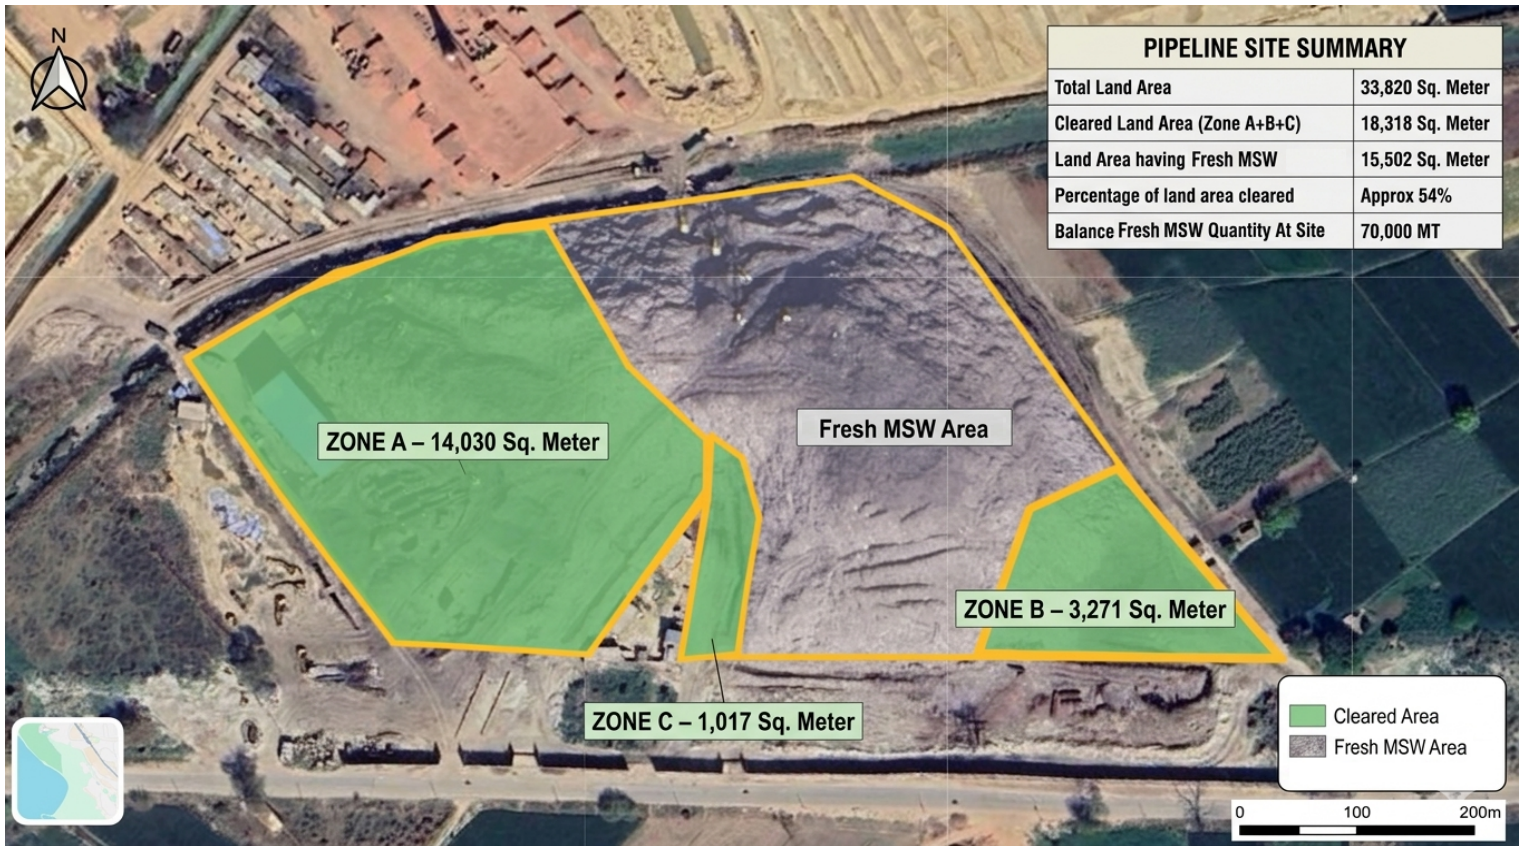 N
PIPELINE SITE SUMMARY
Total Land Area 33,820 Sq. Meter
Cleared Land Area (Zone A+B+C) 18,318 Sq. Meter
Land Area having Fresh MSW 15,502 Sq. Meter
Percentage of land area cleared Approx 54%
Balance Fresh MSW Quantity At Site 70,000 MT
ZONE A – 14,030 Sq. Meter
Fresh MSW Area
ZONE B – 3,271 Sq. Meter
ZONE C – 1,017 Sq. Meter
Cleared Area
Fresh MSW Area
0 100 200m